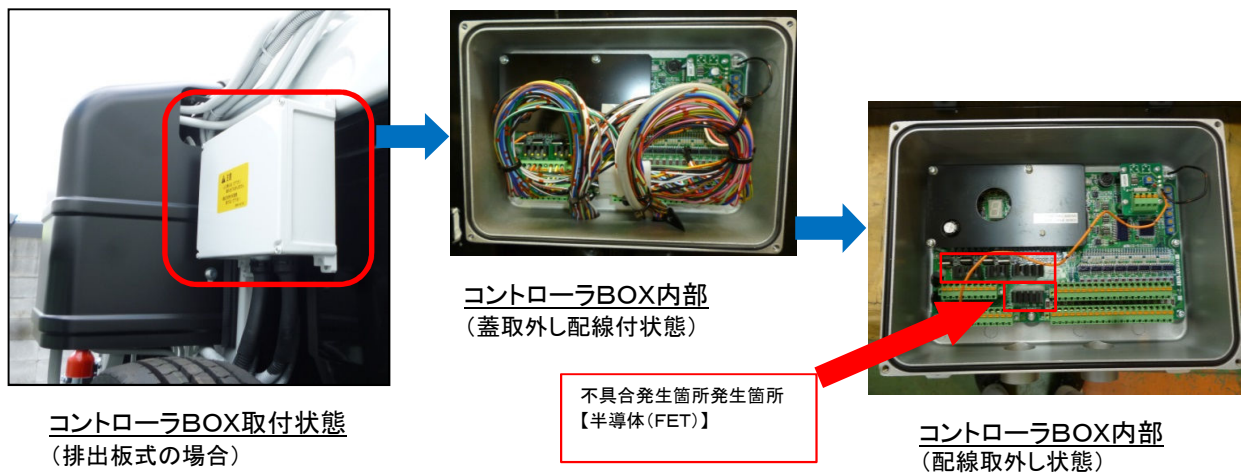 コントローラBOX取付状態
(排出板式の場合)
コントローラBOX内部
(蓋取外し配線付状態)
不具合発生箇所発生箇所
【半導体(FET)】
コントローラBOX内部
(配線取外し状態)